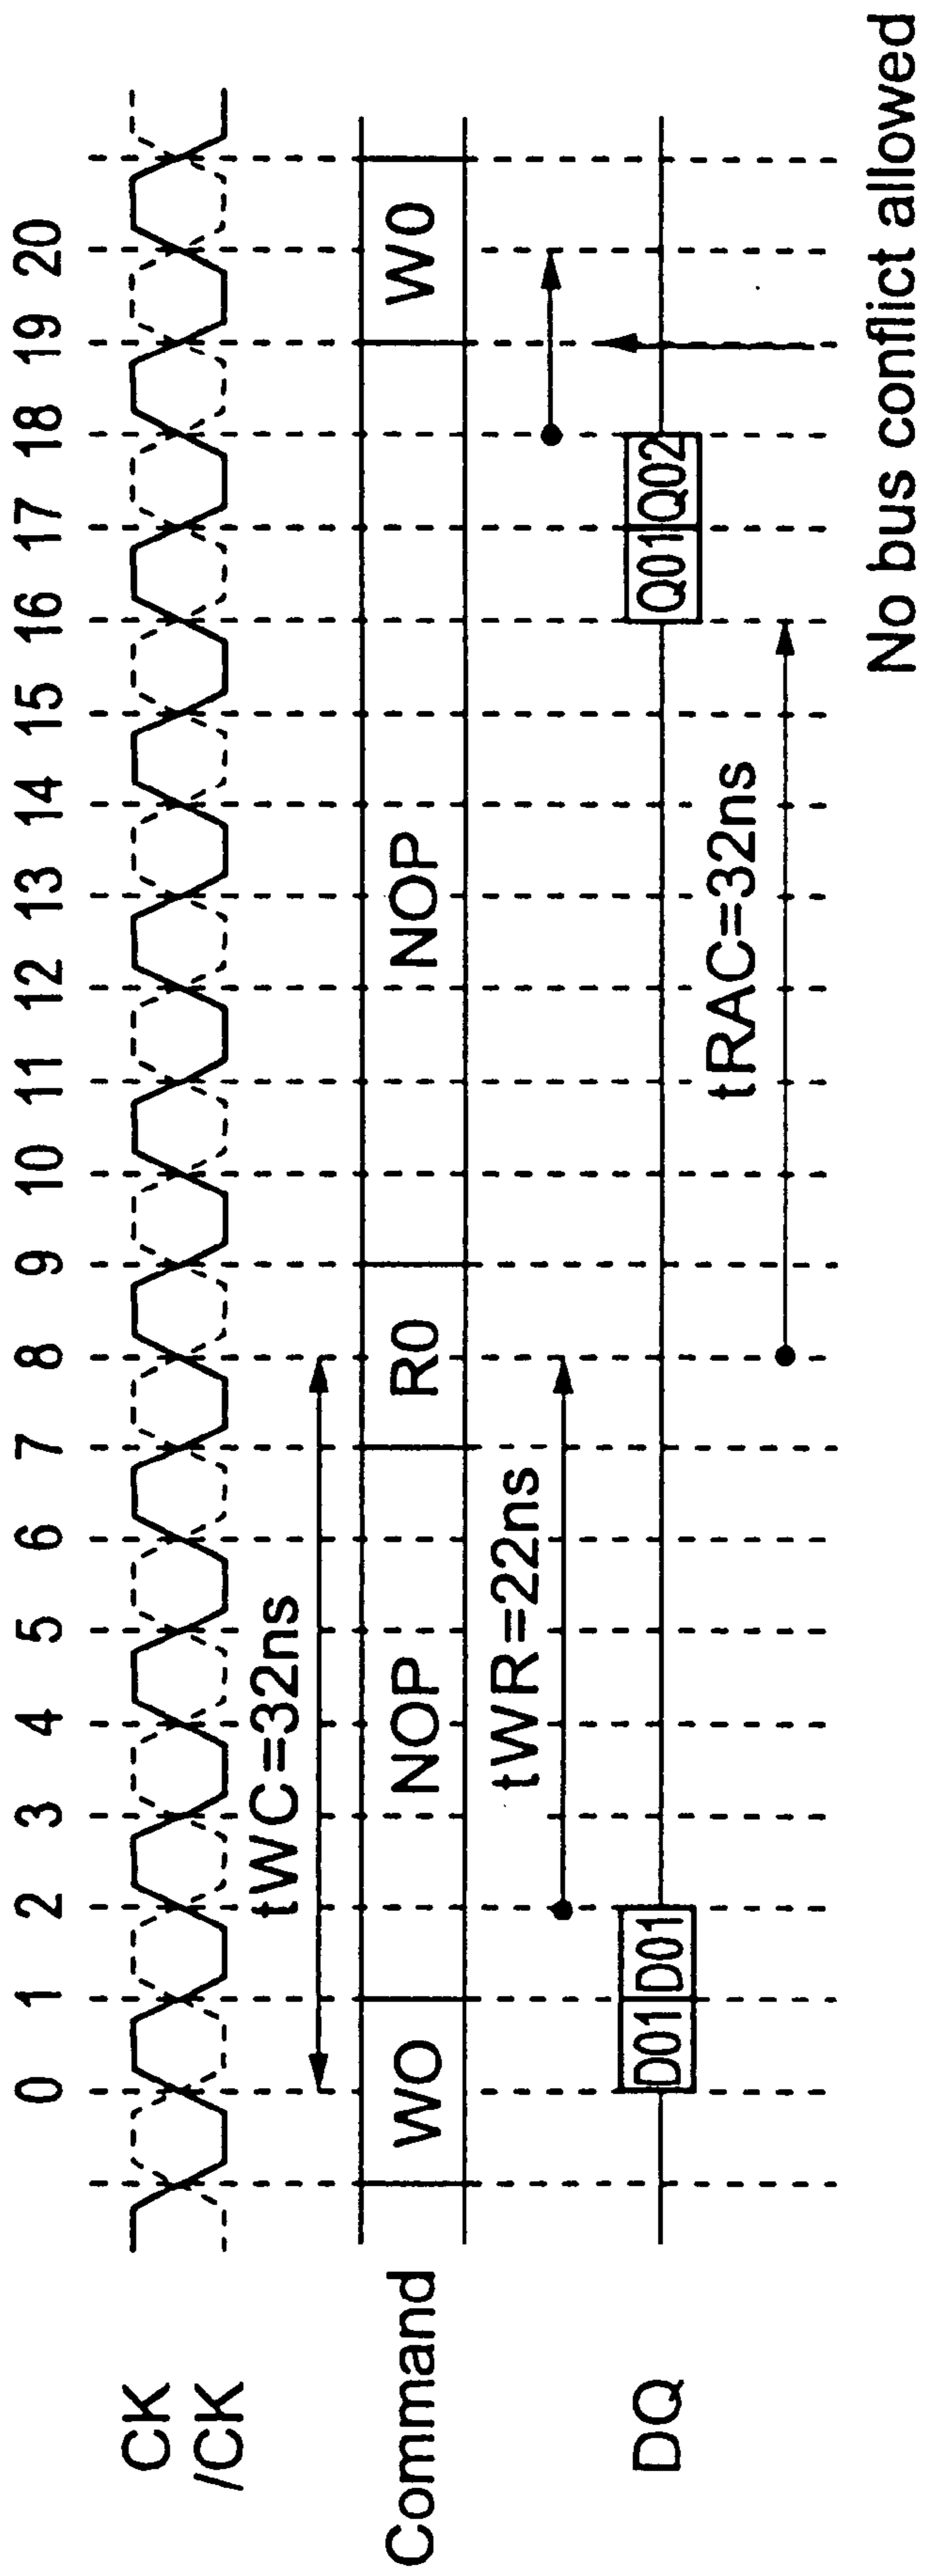 0 1 2 3 4 5 6 7 8 9 10 11 12 13 14 15 16 17 18 19 20
CK
/CK
tWC=32ns
Command WO NOP R0 NOP W0
tWR=22ns
DQ D01 D01 Q01 Q02
tRAC=32ns
No bus conflict allowed